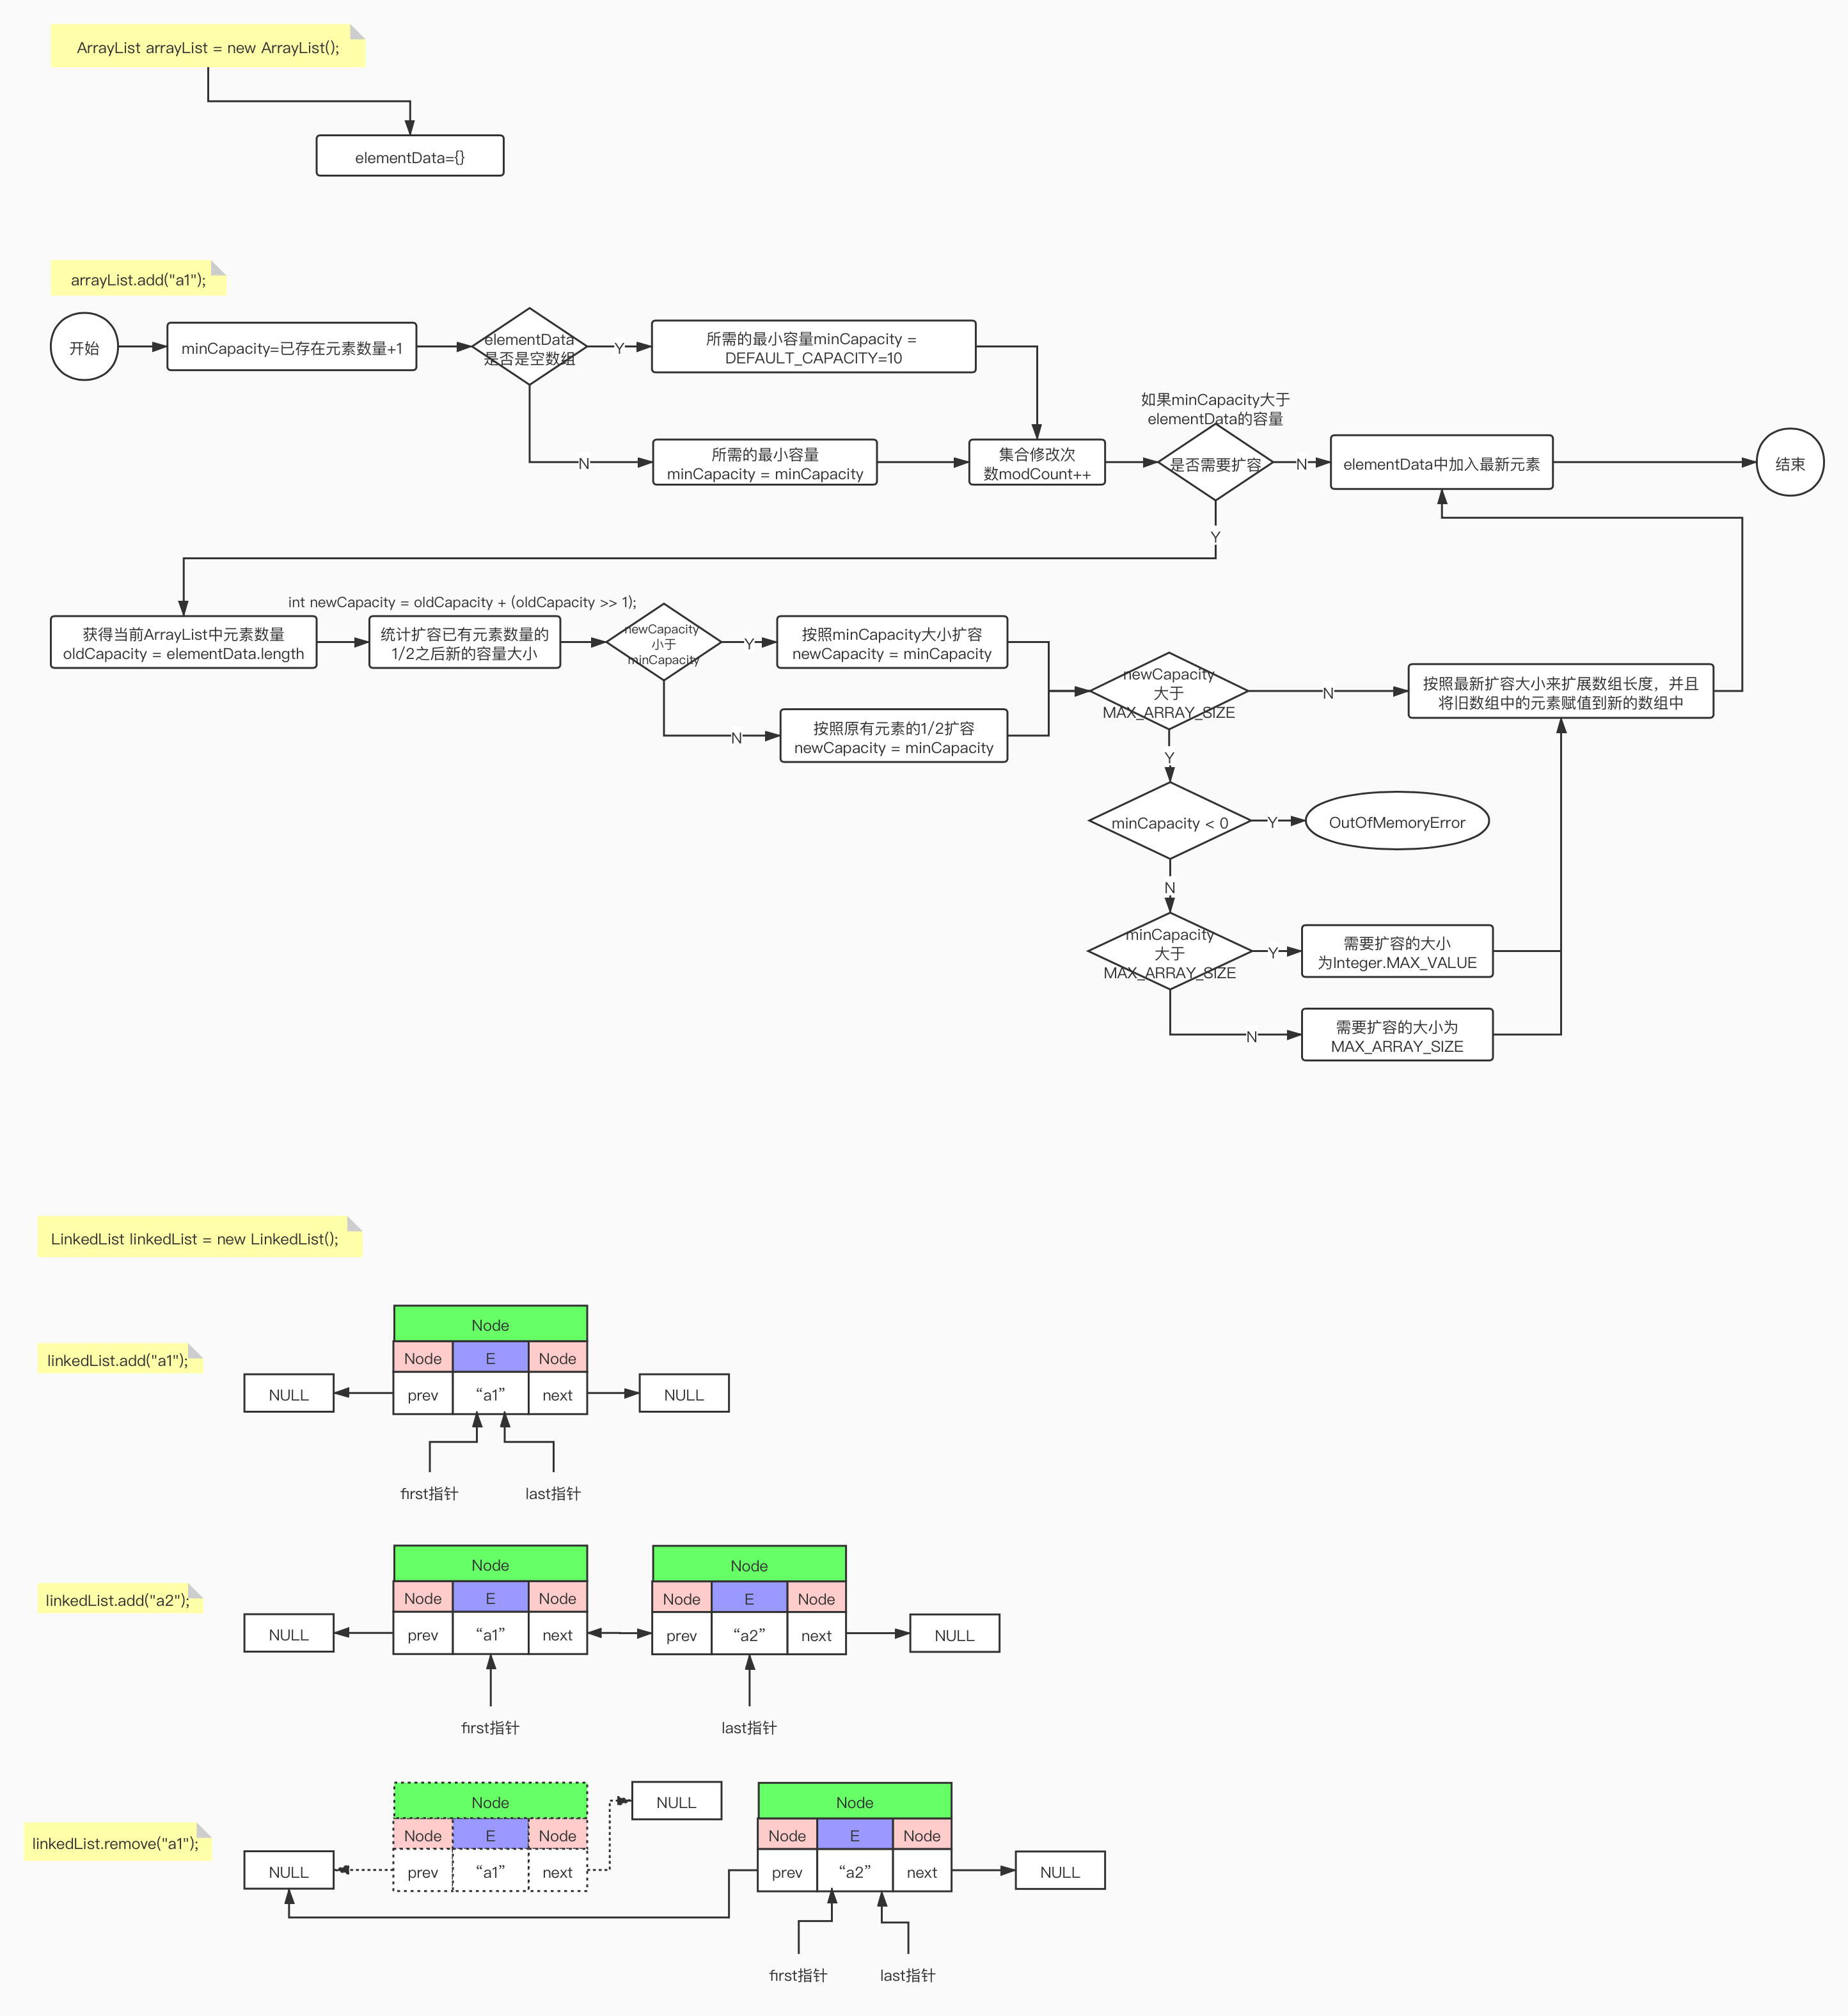 ArrayList arrayList = new ArrayList();
elementData={}
arrayList.add("a1");
开始
minCapacity=已存在元素数量+1
elementData
是否是空数组
Y
所需的最小容量minCapacity =
DEFAULT_CAPACITY=10
N
所需的最小容量
minCapacity = minCapacity
集合修改次
数modCount++
如果minCapacity大于
elementData的容量
是否需要扩容
N
elementData中加入最新元素
结束
Y
获得当前ArrayList中元素数量
oldCapacity = elementData.length
int newCapacity = oldCapacity + (oldCapacity >> 1);
统计扩容已有元素数量的
1/2之后新的容量大小
newCapacity
小于
minCapacity
Y
按照minCapacity大小扩容
newCapacity = minCapacity
N
按照原有元素的1/2扩容
newCapacity = minCapacity
newCapacity
大于
MAX_ARRAY_SIZE
N
按照最新扩容大小来扩展数组长度，并且
将旧数组中的元素赋值到新的数组中
Y
minCapacity < 0
Y
OutOfMemoryError
N
minCapacity
大于
MAX_ARRAY_SIZE
Y
需要扩容的大小
为Integer.MAX_VALUE
N
需要扩容的大小为
MAX_ARRAY_SIZE
LinkedList linkedList = new LinkedList();
linkedList.add("a1");
Node
Node E Node
NULL prev “a1” next NULL
first指针 last指针
linkedList.add("a2");
Node Node
Node E Node Node E Node
NULL prev “a1” next prev “a2” next NULL
first指针 last指针
linkedList.remove("a1");
Node NULL Node
Node E Node Node E Node
NULL prev “a1” next prev “a2” next NULL
first指针 last指针